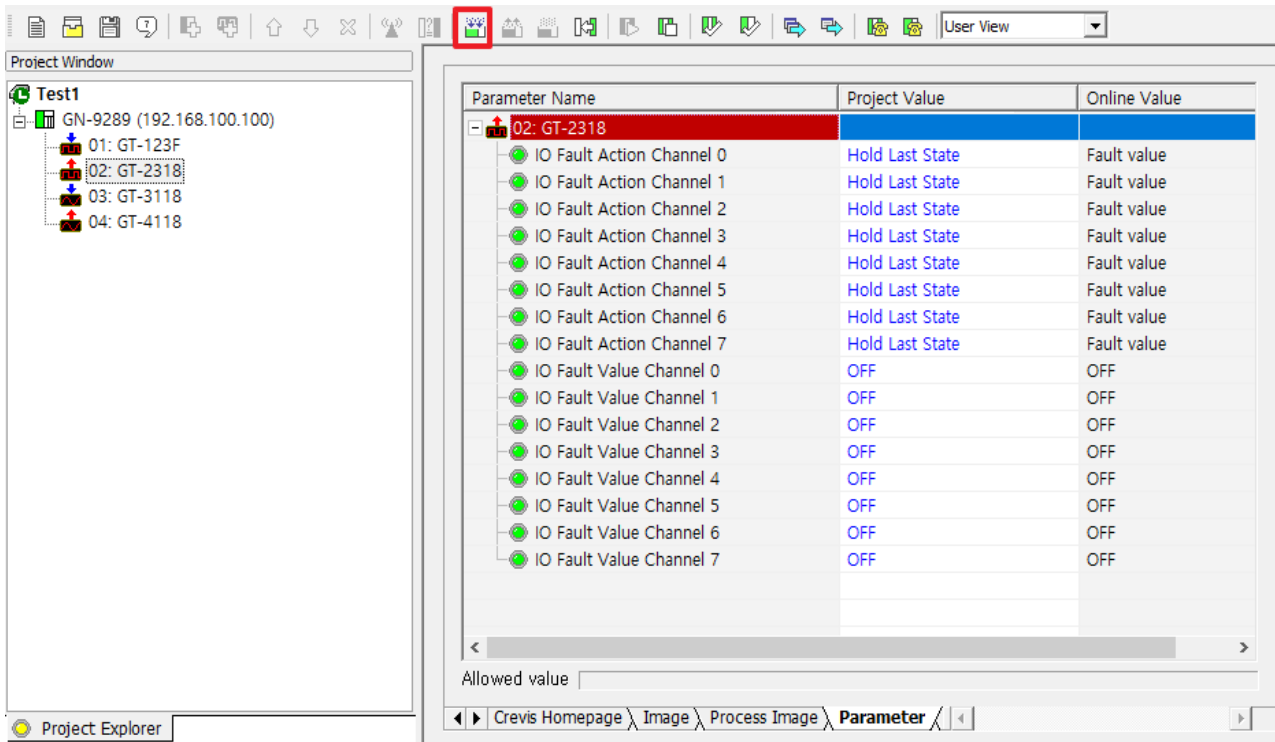 User View
Project Window
Test1
GN-9289 (192.168.100.100)
01: GT-123F
02: GT-2318
03: GT-3118
04: GT-4118
Project Explorer
Parameter Name Project Value Online Value
02: GT-2318
IO Fault Action Channel 0 Hold Last State Fault value
IO Fault Action Channel 1 Hold Last State Fault value
IO Fault Action Channel 2 Hold Last State Fault value
IO Fault Action Channel 3 Hold Last State Fault value
IO Fault Action Channel 4 Hold Last State Fault value
IO Fault Action Channel 5 Hold Last State Fault value
IO Fault Action Channel 6 Hold Last State Fault value
IO Fault Action Channel 7 Hold Last State Fault value
IO Fault Value Channel 0 OFF OFF
IO Fault Value Channel 1 OFF OFF
IO Fault Value Channel 2 OFF OFF
IO Fault Value Channel 3 OFF OFF
IO Fault Value Channel 4 OFF OFF
IO Fault Value Channel 5 OFF OFF
IO Fault Value Channel 6 OFF OFF
IO Fault Value Channel 7 OFF OFF
Allowed value
Crevis Homepage Image Process Image Parameter